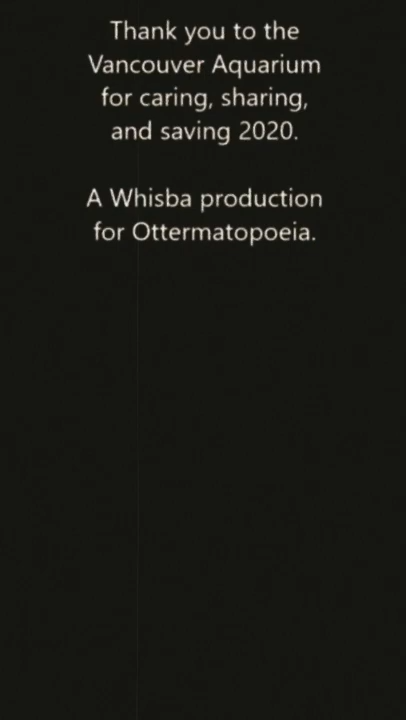 Thank you to the
Vancouver Aquarium
for caring, sharing,
and saving 2020.
A Whisba production
for Ottermatopoeia.